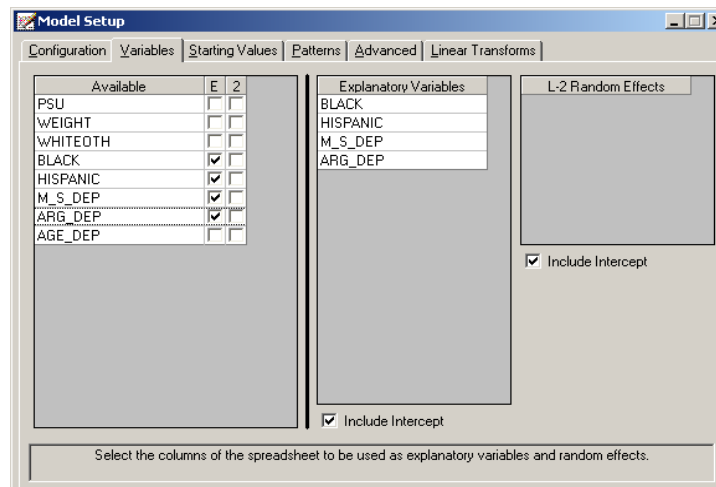 Model Setup
Configuration Variables Starting Values Patterns Advanced Linear Transforms
Available E 2
PSU
WEIGHT
WHITEOTH
BLACK
HISPANIC
M_S_DEP
ARG_DEP
AGE_DEP
Explanatory Variables
BLACK
HISPANIC
M_S_DEP
ARG_DEP
Include Intercept
L-2 Random Effects
Include Intercept
Select the columns of the spreadsheet to be used as explanatory variables and random effects.